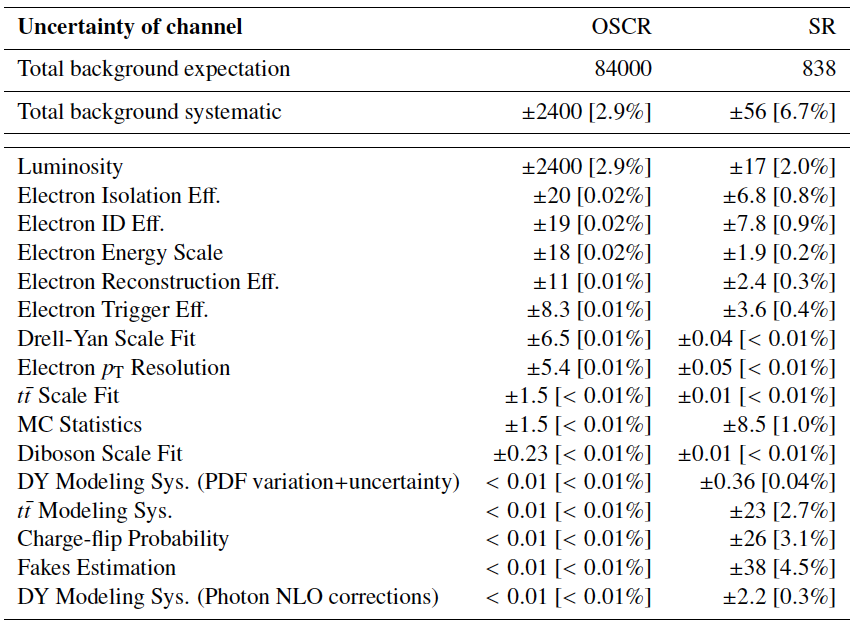 Uncertainty of channel OSCR SR
Total background expectation 84000 838
Total background systematic ±2400 [2.9%] ±56 [6.7%]
Luminosity ±2400 [2.9%] ±17 [2.0%]
Electron Isolation Eff. ±20 [0.02%] ±6.8 [0.8%]
Electron ID Eff. ±19 [0.02%] ±7.8 [0.9%]
Electron Energy Scale ±18 [0.02%] ±1.9 [0.2%]
Electron Reconstruction Eff. ±11 [0.01%] ±2.4 [0.3%]
Electron Trigger Eff. ±8.3 [0.01%] ±3.6 [0.4%]
Drell-Yan Scale Fit ±6.5 [0.01%] ±0.04 [< 0.01%]
Electron pT Resolution ±5.4 [0.01%] ±0.05 [< 0.01%]
tt̄ Scale Fit ±1.5 [< 0.01%] ±0.01 [< 0.01%]
MC Statistics ±1.5 [< 0.01%] ±8.5 [1.0%]
Diboson Scale Fit ±0.23 [< 0.01%] ±0.01 [< 0.01%]
DY Modeling Sys. (PDF variation+uncertainty) < 0.01 [< 0.01%] ±0.36 [0.04%]
tt̄ Modeling Sys. < 0.01 [< 0.01%] ±23 [2.7%]
Charge-flip Probability < 0.01 [< 0.01%] ±26 [3.1%]
Fakes Estimation < 0.01 [< 0.01%] ±38 [4.5%]
DY Modeling Sys. (Photon NLO corrections) < 0.01 [< 0.01%] ±2.2 [0.3%]